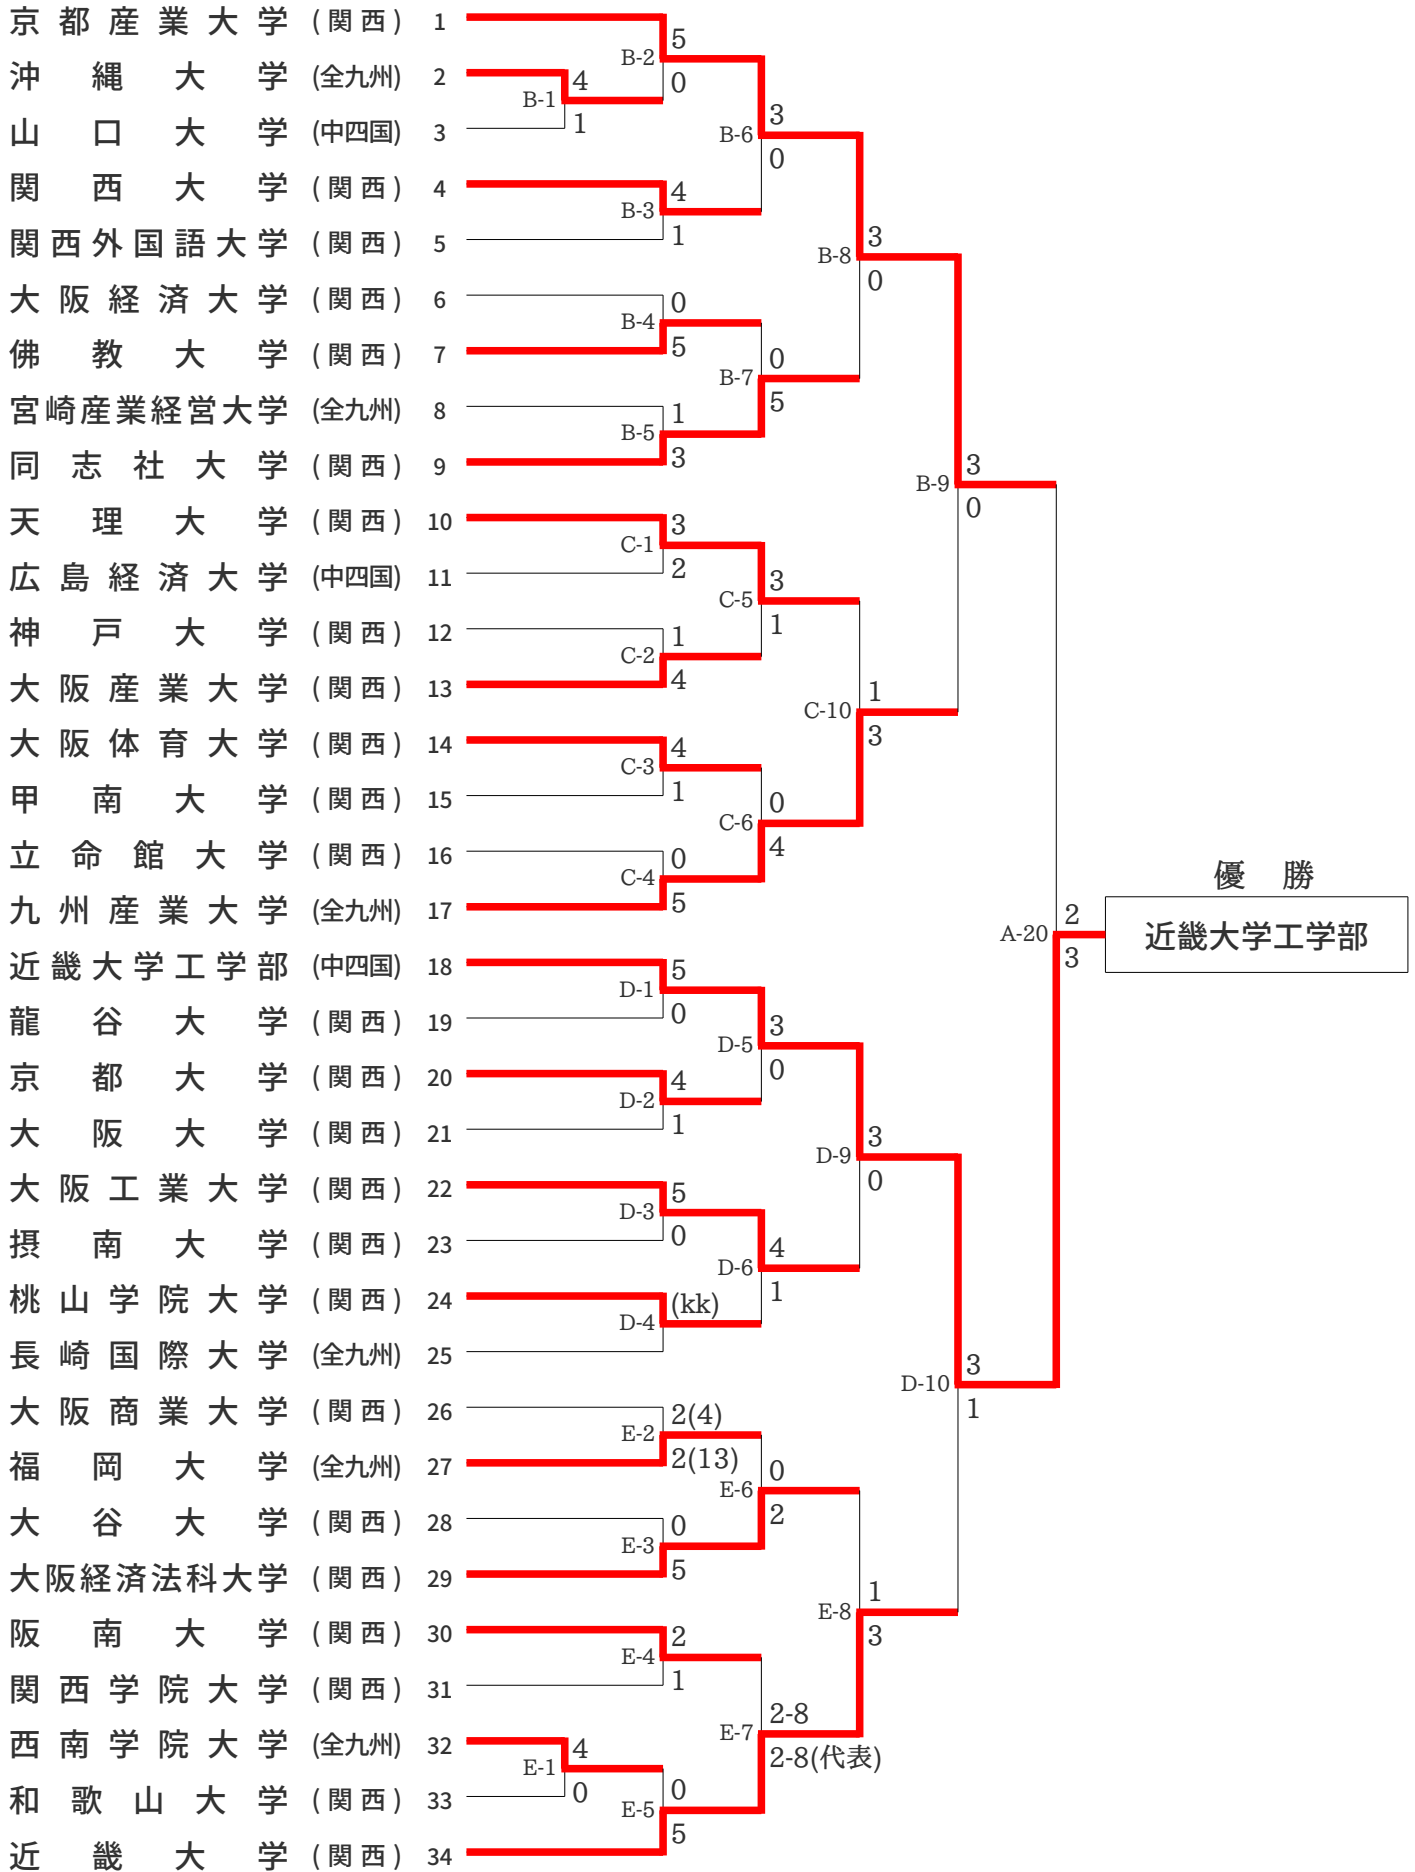 京都産業大学 (関西) 1
沖縄大学 (全九州) 2
山口大学 (中四国) 3
関西大学 (関西) 4
関西外国語大学 (関西) 5
大阪経済大学 (関西) 6
佛教大学 (関西) 7
宮崎産業経営大学 (全九州) 8
同志社大学 (関西) 9
天理大学 (関西) 10
広島経済大学 (中四国) 11
神戸大学 (関西) 12
大阪産業大学 (関西) 13
大阪体育大学 (関西) 14
甲南大学 (関西) 15
立命館大学 (関西) 16
九州産業大学 (全九州) 17
近畿大学工学部 (中四国) 18
龍谷大学 (関西) 19
京都大学 (関西) 20
大阪大学 (関西) 21
大阪工業大学 (関西) 22
摂南大学 (関西) 23
桃山学院大学 (関西) 24
長崎国際大学 (全九州) 25
大阪商業大学 (関西) 26
福岡大学 (全九州) 27
大谷大学 (関西) 28
大阪経済法科大学 (関西) 29
阪南大学 (関西) 30
関西学院大学 (関西) 31
西南学院大学 (全九州) 32
和歌山大学 (関西) 33
近畿大学 (関西) 34
B-1
4
1
E-1
4
0
B-2
5
0
B-3
4
1
B-4
0
5
B-5
1
3
C-1
3
2
C-2
1
4
C-3
4
1
C-4
0
5
D-1
5
0
D-2
4
1
D-3
5
0
D-4
(kk)
E-2
2(4)
2(13)
E-3
0
5
E-4
2
1
E-5
0
5
B-6
3
0
B-7
0
5
C-5
3
1
C-6
0
4
D-5
3
0
D-6
4
1
E-6
0
2
E-7
2-8
2-8(代表)
B-8
3
0
C-10
1
3
D-9
3
0
E-8
1
3
B-9
3
0
D-10
3
1
A-20
2
3
優勝
近畿大学工学部